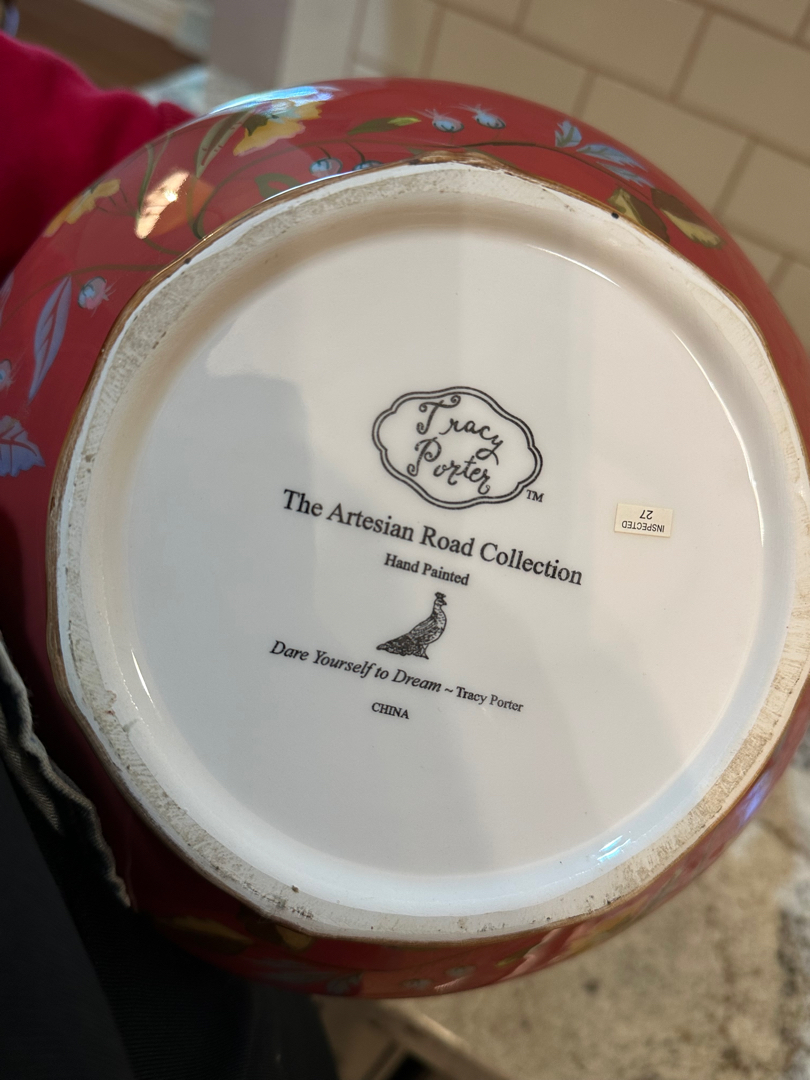 Tracy
Porter
TM
The Artesian Road Collection
Hand Painted
Dare Yourself to Dream ~ Tracy Porter
CHINA
INSPECTED
27